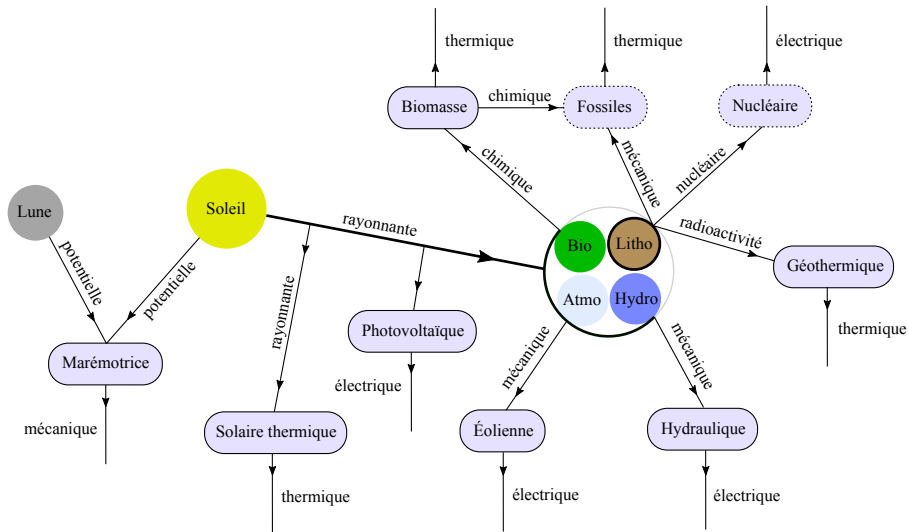 thermique
thermique
électrique
Biomasse
chimique
Fossiles
Nucléaire
chimique
mécanique
nucléaire
Lune
Soleil
rayonnante
Bio
Litho
radioactivité
Géothermique
potentielle
potentielle
rayonnante
Atmo
Hydro
thermique
Photovoltaïque
mécanique
mécanique
Marémotrice
électrique
mécanique
Solaire thermique
Éolienne
Hydraulique
thermique
électrique
électrique